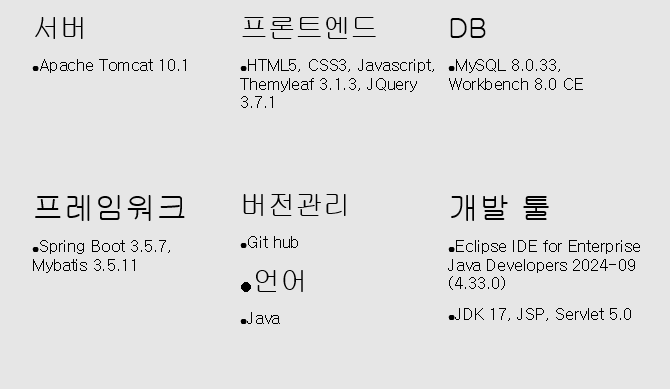 서버
•Apache Tomcat 10.1
프론트엔드
•HTML5, CSS3, Javascript,
Themyleaf 3.1.3, JQuery
3.7.1
DB
•MySQL 8.0.33,
Workbench 8.0 CE
프레임워크
•Spring Boot 3.5.7,
Mybatis 3.5.11
버전관리
•Git hub
•언어
•Java
개발 툴
•Eclipse IDE for Enterprise
Java Developers 2024-09
(4.33.0)
•JDK 17, JSP, Servlet 5.0